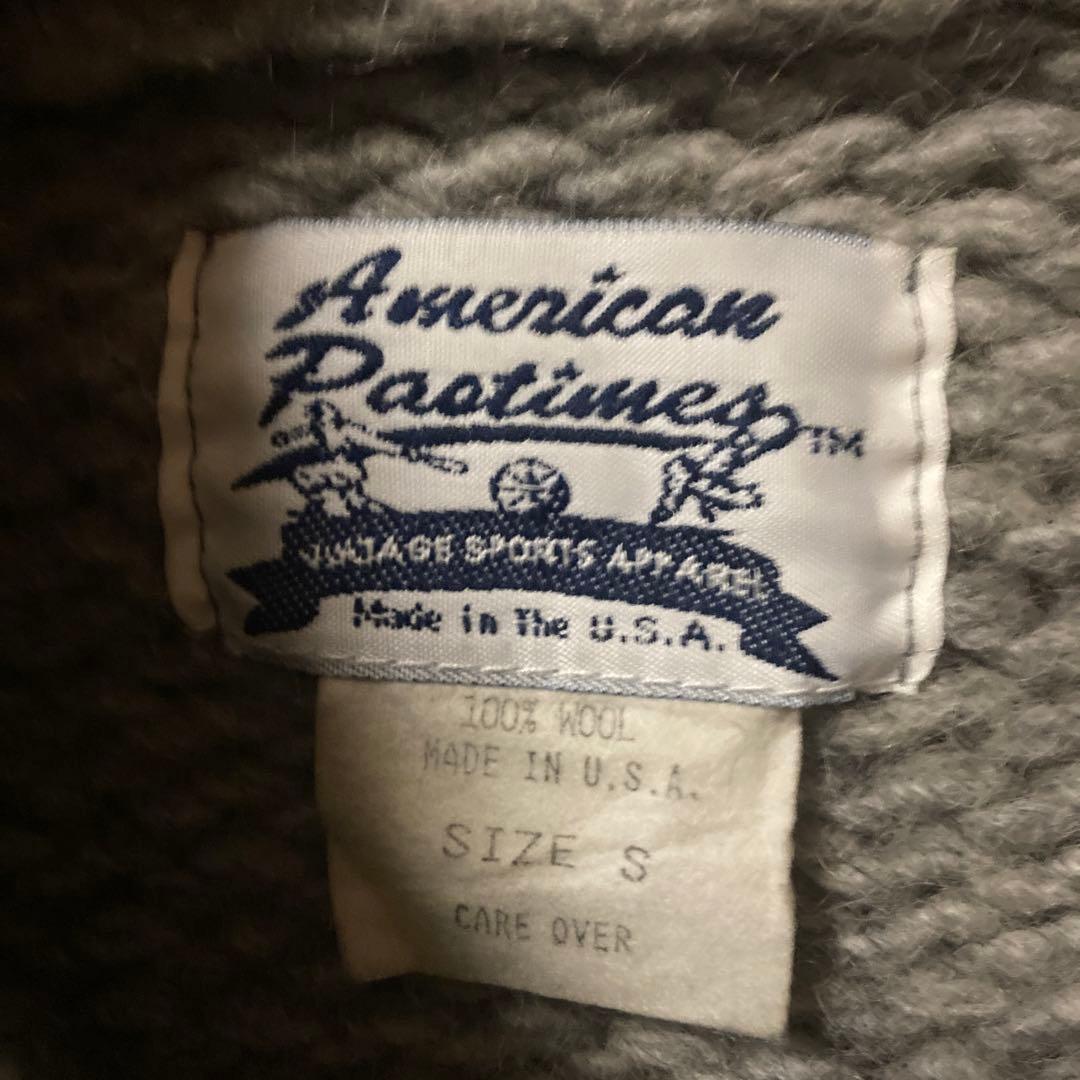 American
Pastimes
TM
VINTAGE SPORTS APPAREL
Made in The U.S.A.
100% WOOL
MADE IN U.S.A.
SIZE S
CARE OVER